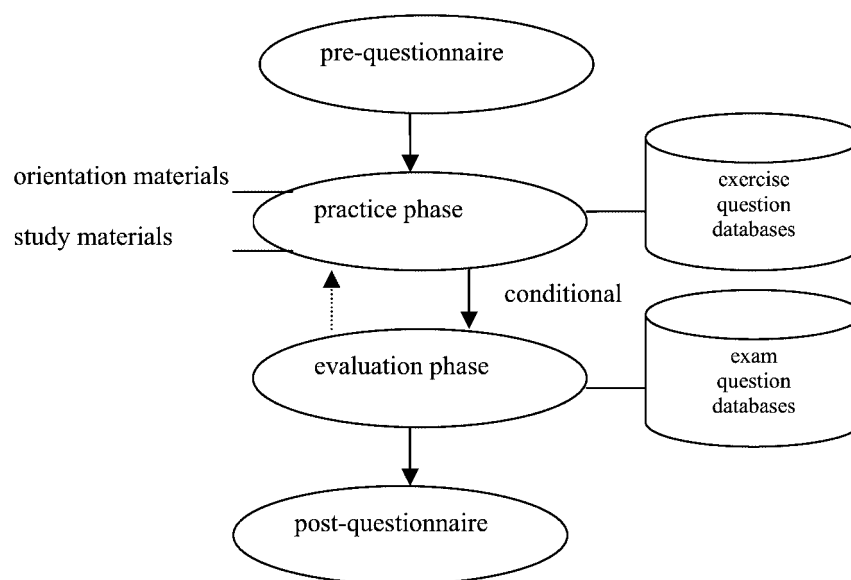 pre-questionnaire
orientation materials
practice phase
study materials
exercise
question
databases
conditional
evaluation phase
exam
question
databases
post-questionnaire